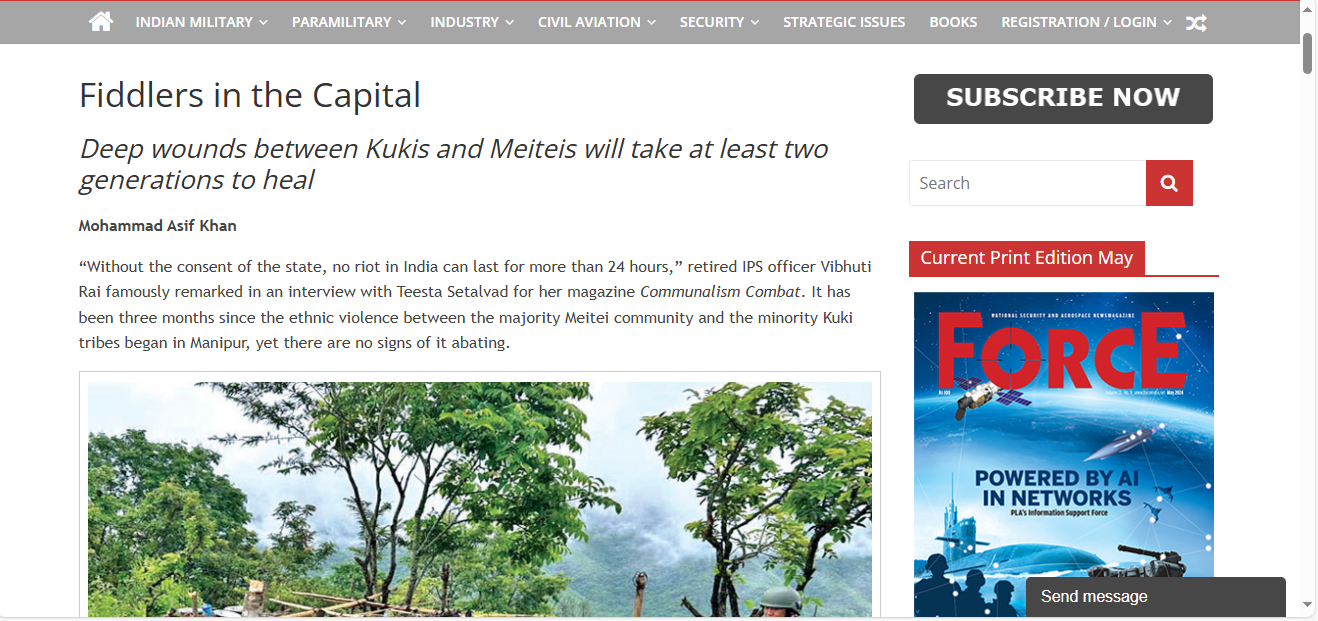 INDIAN MILITARY
PARAMILITARY
INDUSTRY
CIVIL AVIATION
SECURITY
STRATEGIC ISSUES
BOOKS
REGISTRATION / LOGIN
Fiddlers in the Capital
Deep wounds between Kukis and Meiteis will take at least two
generations to heal
Mohammad Asif Khan
“Without the consent of the state, no riot in India can last for more than 24 hours,” retired IPS officer Vibhuti
Rai famously remarked in an interview with Teesta Setalvad for her magazine Communalism Combat. It has
been three months since the ethnic violence between the majority Meitei community and the minority Kuki
tribes began in Manipur, yet there are no signs of it abating.
SUBSCRIBE NOW
Search
Current Print Edition May
NATIONAL SECURITY AND AEROSPACE NEWSMAGAZINE
FORCE
May 2024
POWERED BY AI
IN NETWORKS
PLA's Information Support Force
Send message